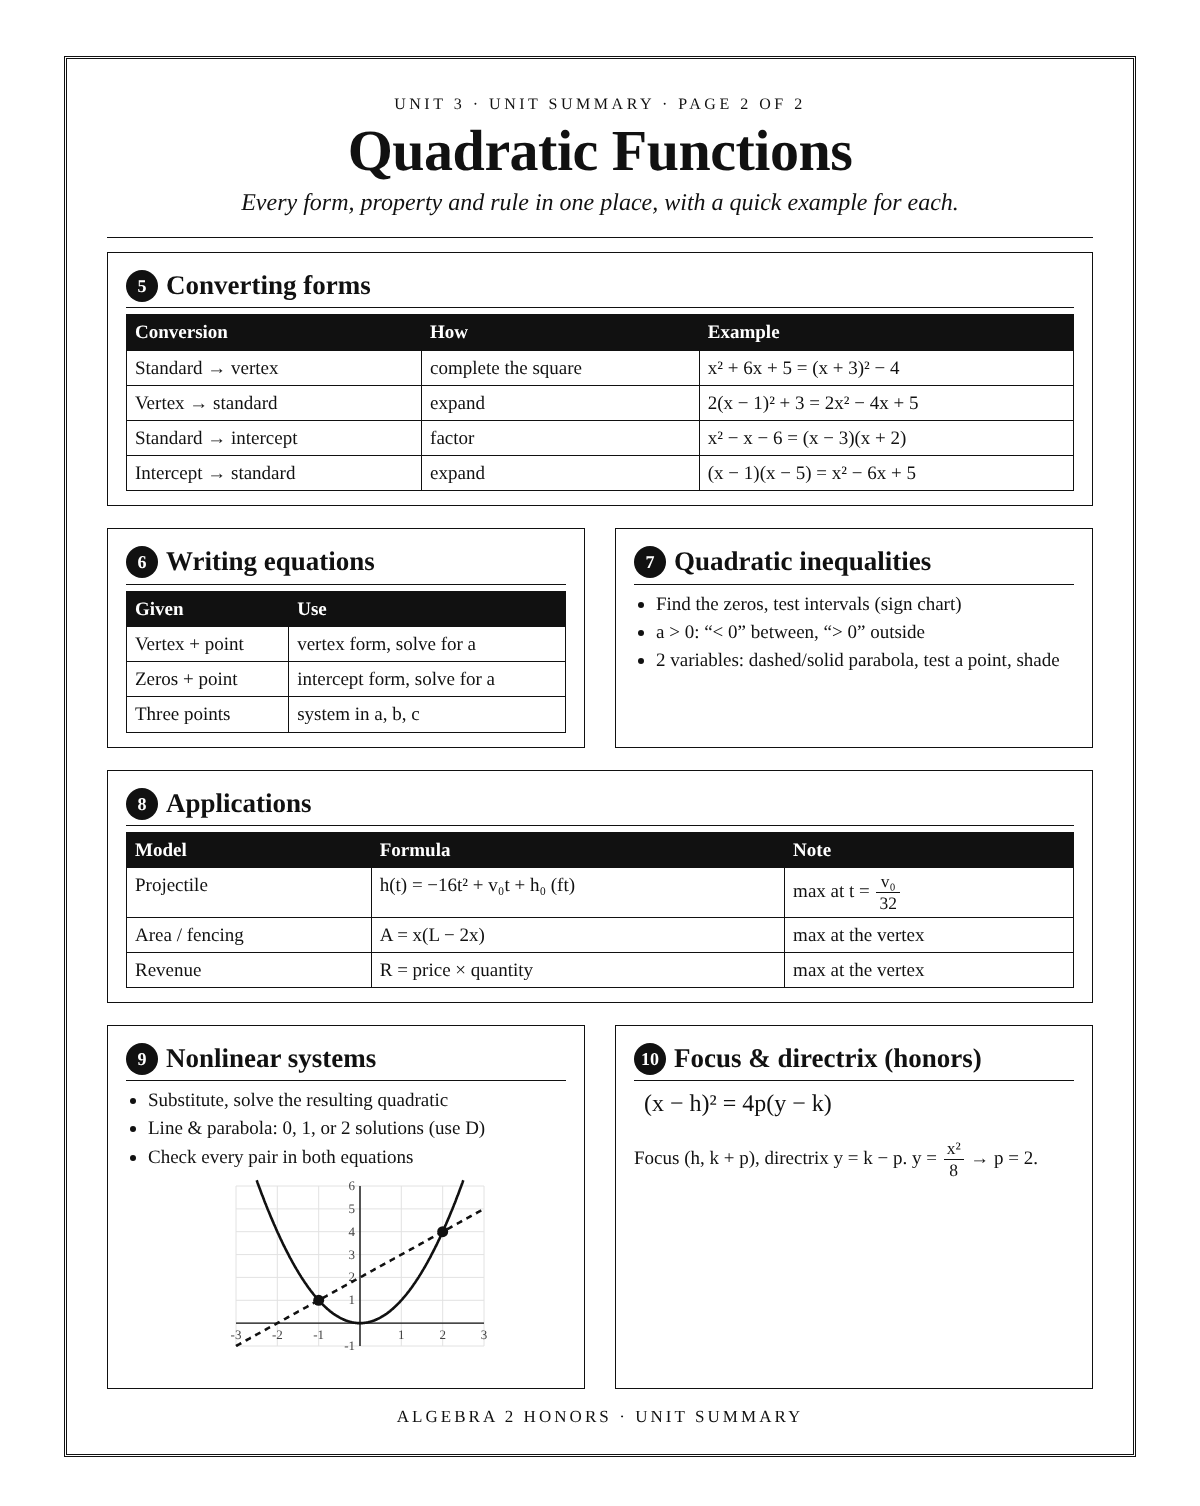 UNIT 3 · UNIT SUMMARY · PAGE 2 OF 2
Quadratic Functions
Every form, property and rule in one place, with a quick example for each.
5 Converting forms
Conversion How Example
Standard → vertex complete the square x² + 6x + 5 = (x + 3)² − 4
Vertex → standard expand 2(x − 1)² + 3 = 2x² − 4x + 5
Standard → intercept factor x² − x − 6 = (x − 3)(x + 2)
Intercept → standard expand (x − 1)(x − 5) = x² − 6x + 5
6 Writing equations
Given Use
Vertex + point vertex form, solve for a
Zeros + point intercept form, solve for a
Three points system in a, b, c
7 Quadratic inequalities
• Find the zeros, test intervals (sign chart)
• a > 0: “< 0” between, “> 0” outside
• 2 variables: dashed/solid parabola, test a point, shade
8 Applications
Model Formula Note
Projectile h(t) = −16t² + v₀t + h₀ (ft) max at t = v₀/32
Area / fencing A = x(L − 2x) max at the vertex
Revenue R = price × quantity max at the vertex
9 Nonlinear systems
• Substitute, solve the resulting quadratic
• Line & parabola: 0, 1, or 2 solutions (use D)
• Check every pair in both equations
6
5
4
3
2
1
-3 -2 -1 1 2 3
-1
10 Focus & directrix (honors)
(x − h)² = 4p(y − k)
Focus (h, k + p), directrix y = k − p. y = x²/8 → p = 2.
ALGEBRA 2 HONORS · UNIT SUMMARY